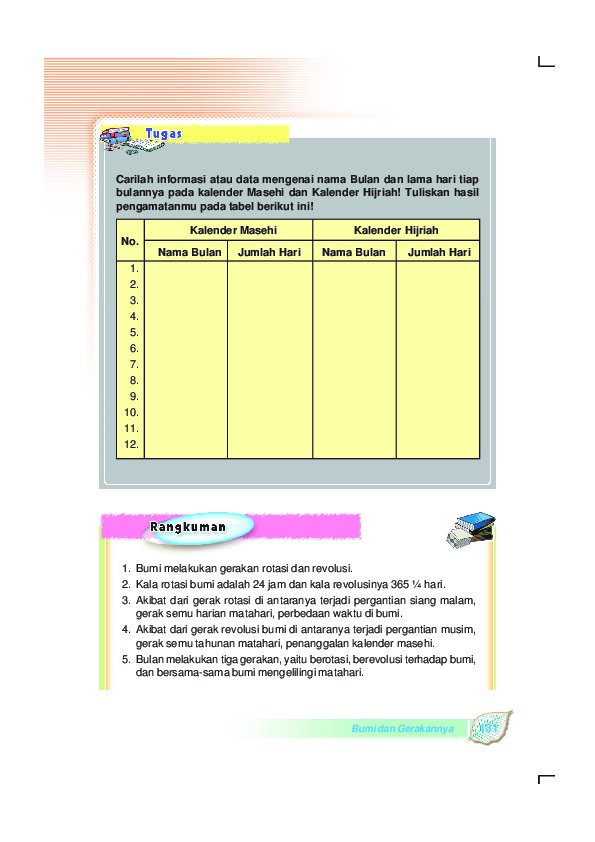 Tugas
Carilah informasi atau data mengenai nama Bulan dan lama hari tiap
bulannya pada kalender Masehi dan Kalender Hijriah! Tuliskan hasil
pengamatanmu pada tabel berikut ini!
No.
Kalender Masehi
Kalender Hijriah
Nama Bulan
Jumlah Hari
Nama Bulan
Jumlah Hari
1.
2.
3.
4.
5.
6.
7.
8.
9.
10.
11.
12.
Rangkuman
1. Bumi melakukan gerakan rotasi dan revolusi.
2. Kala rotasi bumi adalah 24 jam dan kala revolusinya 365 ¼ hari.
3. Akibat dari gerak rotasi di antaranya terjadi pergantian siang malam,
gerak semu harian matahari, perbedaan waktu di bumi.
4. Akibat dari gerak revolusi bumi di antaranya terjadi pergantian musim,
gerak semu tahunan matahari, penanggalan kalender masehi.
5. Bulan melakukan tiga gerakan, yaitu berotasi, berevolusi terhadap bumi,
dan bersama-sama bumi mengelilingi matahari.
Bumi dan Gerakannya